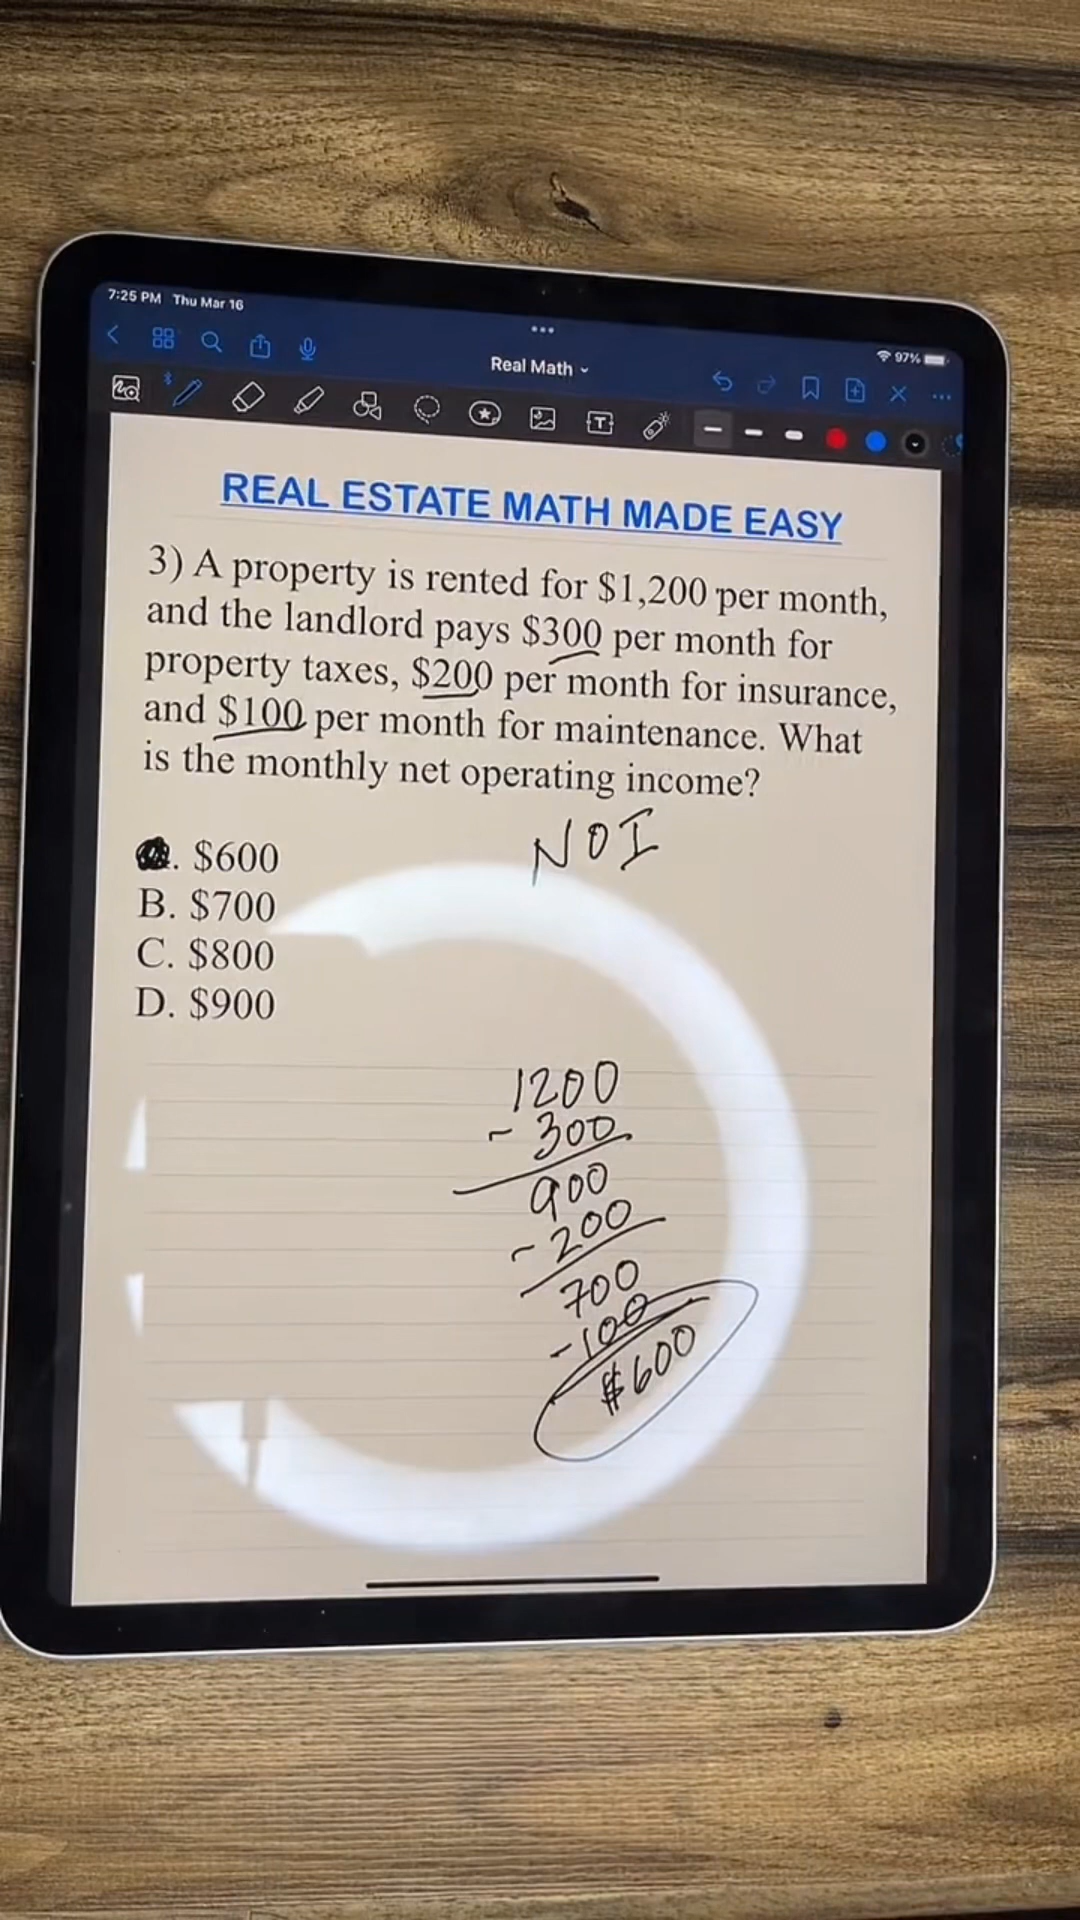 7:25 PM Thu Mar 16
97%
Real Math
REAL ESTATE MATH MADE EASY
3) A property is rented for $1,200 per month,
and the landlord pays $300 per month for
property taxes, $200 per month for insurance,
and $100 per month for maintenance. What
is the monthly net operating income?
NOI
. $600
B. $700
C. $800
D. $900
1200
- 300
900
- 200
700
- 100
$600